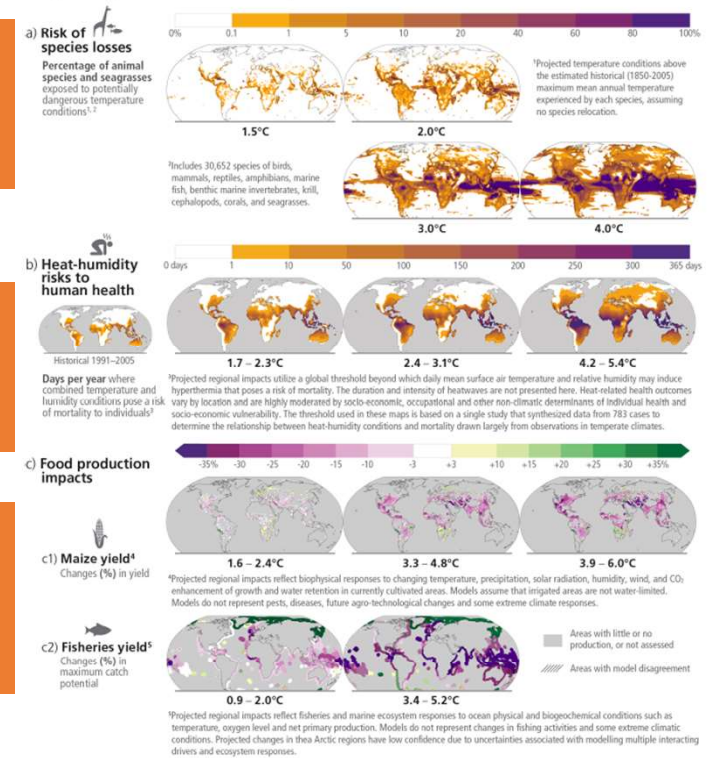 a) Risk of
species losses
Percentage of animal
species and seagrasses
exposed to potentially
dangerous temperature
conditions1, 2
0% 0.1 1 5 10 20 40 60 80 100%
1.5°C
2.0°C
1Projected temperature conditions above
the estimated historical (1850-2005)
maximum mean annual temperature
experienced by each species, assuming
no species relocation.
2Includes 30,652 species of birds,
mammals, reptiles, amphibians, marine
fish, benthic marine invertebrates, krill,
cephalopods, corals, and seagrasses.
3.0°C
4.0°C
b) Heat-humidity
risks to
human health
0 days 1 10 50 100 150 200 250 300 365 days
Historical 1991–2005
1.7 – 2.3°C
2.4 – 3.1°C
4.2 – 5.4°C
Days per year where
combined temperature and
humidity conditions pose a risk
of mortality to individuals3
3Projected regional impacts utilize a global threshold beyond which daily mean surface air temperature and relative humidity may induce
hyperthermia that poses a risk of mortality. The duration and intensity of heatwaves are not presented here. Heat-related health outcomes
vary by location and are highly moderated by socio-economic, occupational and other non-climatic determinants of individual health and
socio-economic vulnerability. The threshold used in these maps is based on a single study that synthesized data from 783 cases to
determine the relationship between heat-humidity conditions and mortality drawn largely from observations in temperate climates.
c) Food production
impacts
-35% -30 -25 -20 -15 -10 -3 +3 +10 +15 +20 +25 +30 +35%
c1) Maize yield4
Changes (%) in yield
1.6 – 2.4°C
3.3 – 4.8°C
3.9 – 6.0°C
4Projected regional impacts reflect biophysical responses to changing temperature, precipitation, solar radiation, humidity, wind, and CO2
enhancement of growth and water retention in currently cultivated areas. Models assume that irrigated areas are not water-limited.
Models do not represent pests, diseases, future agro-technological changes and some extreme climate responses.
c2) Fisheries yield5
Changes (%) in
maximum catch
potential
0.9 – 2.0°C
3.4 – 5.2°C
Areas with little or no
production, or not assessed
Areas with model disagreement
5Projected regional impacts reflect fisheries and marine ecosystem responses to ocean physical and biogeochemical conditions such as
temperature, oxygen level and net primary production. Models do not represent changes in fishing activities and some extreme climatic
conditions. Projected changes in thea Arctic regions have low confidence due to uncertainties associated with modelling multiple interacting
drivers and ecosystem responses.